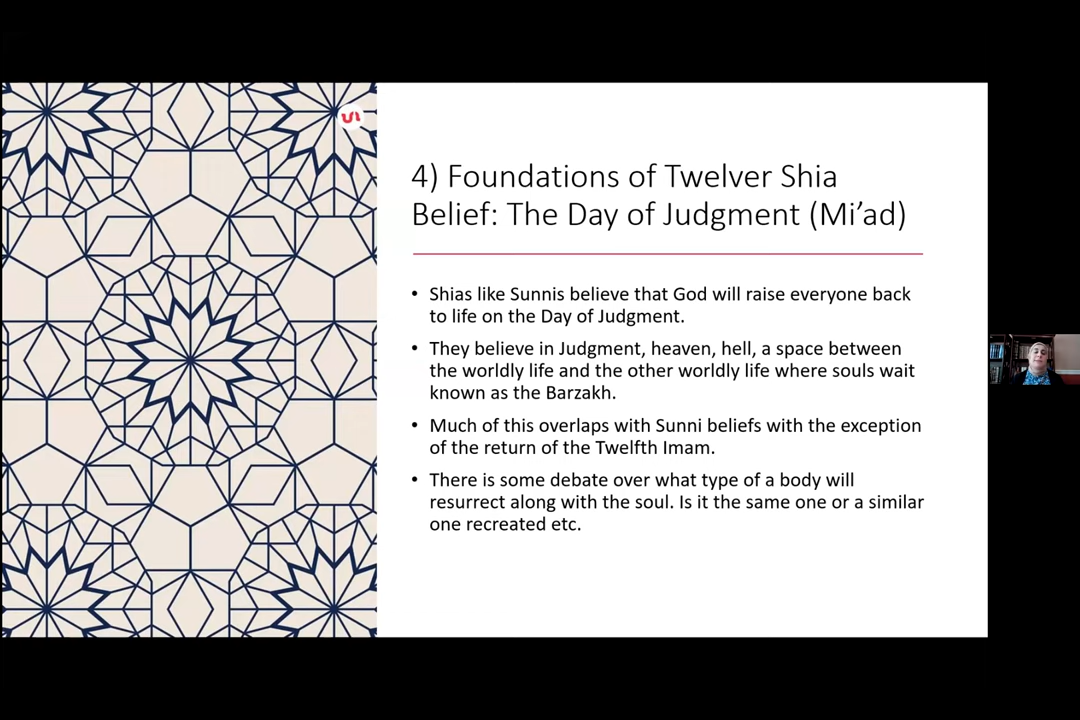 4) Foundations of Twelver Shia
Belief: The Day of Judgment (Mi’ad)
• Shias like Sunnis believe that God will raise everyone back
to life on the Day of Judgment.
• They believe in Judgment, heaven, hell, a space between
the worldly life and the other worldly life where souls wait
known as the Barzakh.
• Much of this overlaps with Sunni beliefs with the exception
of the return of the Twelfth Imam.
• There is some debate over what type of a body will
resurrect along with the soul. Is it the same one or a similar
one recreated etc.